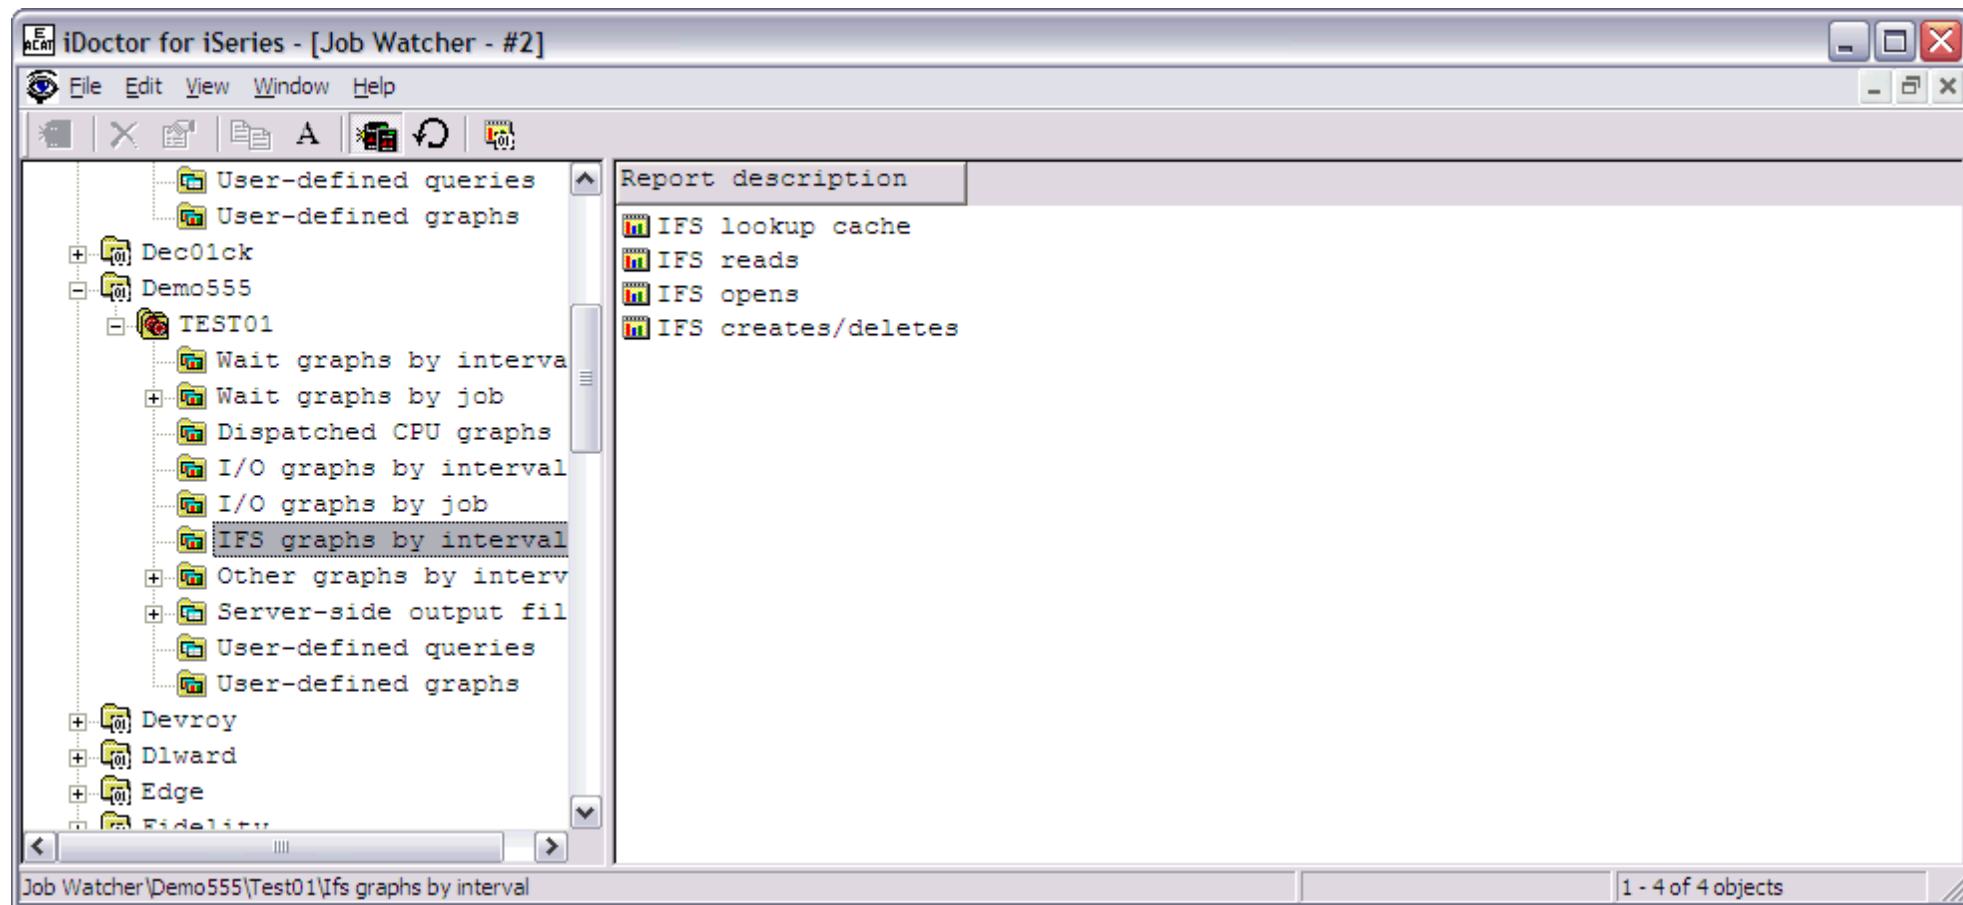 iDoctor for iSeries - [Job Watcher - #2]
File Edit View Window Help
A
User-defined queries
User-defined graphs
Dec01ck
Demo555
TEST01
Wait graphs by interva
Wait graphs by job
Dispatched CPU graphs
I/O graphs by interval
I/O graphs by job
IFS graphs by interval
Other graphs by interv
Server-side output fil
User-defined queries
User-defined graphs
Devroy
Dlward
Edge
Fidelity
Report description
IFS lookup cache
IFS reads
IFS opens
IFS creates/deletes
Job Watcher\Demo555\Test01\Ifs graphs by interval
1 - 4 of 4 objects